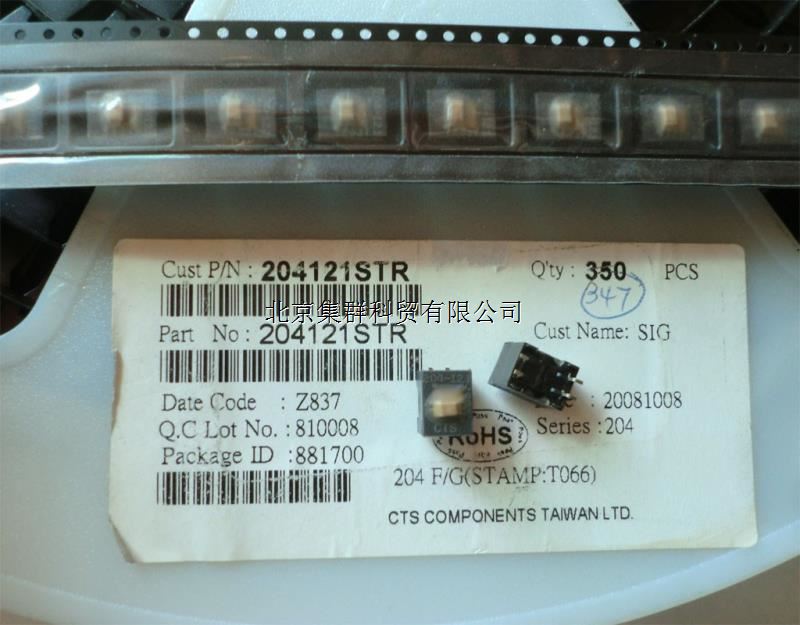 Cust P/N : 204121STR
Q'ty : 350 PCS
347
北京集群科贸有限公司
Part No : 204121STR
Cust Name: SIG
Date Code : Z837
: 20081008
Q.C Lot No. : 810008
Series : 204
Package ID : 881700
CTS
RoHS
204 F/G(STAMP:T066)
CTS COMPONENTS TAIWAN LTD.